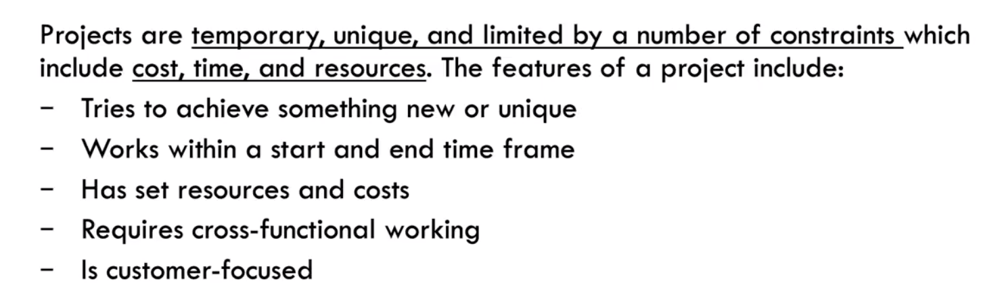 Projects are temporary, unique, and limited by a number of constraints which
include cost, time, and resources. The features of a project include:
– Tries to achieve something new or unique
– Works within a start and end time frame
– Has set resources and costs
– Requires cross-functional working
– Is customer-focused